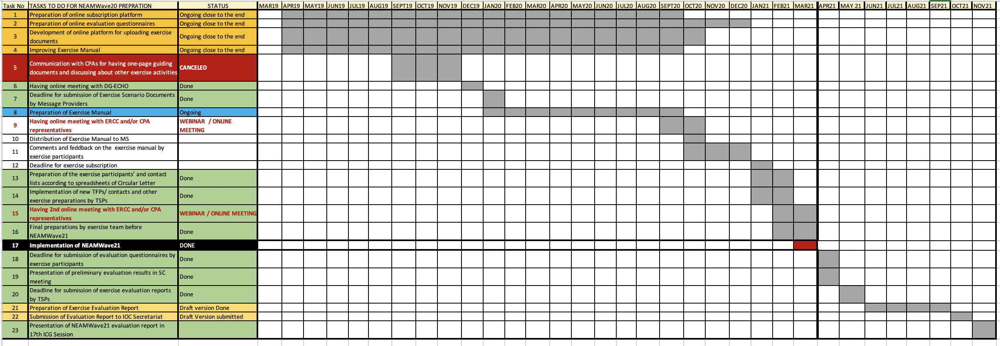 Task No TASKS TO DO FOR NEAMWave20 PREPRATION STATUS MAR19 APR19 MAY19 JUN19 JUL19 AUG19 SEPT19 OCT19 NOV19 DEC19 JAN20 FEB20 MAR20 APR20 MAY20 JUN20 JUL20 AUG20 SEPT20 OCT20 NOV20 DEC20 JAN21 FEB21 MAR21 APR21 MAY 21 JUN21 JUL21 AUG21 SEP21 OCT21 NOV21
1 Preparation of online subscription platform Ongoing close to the end
2 Preparation of online evaluation questionnaires Ongoing close to the end
3 Development of online platform for uploading exercise
documents Ongoing close to the end
4 Improving Exercise Manual Ongoing close to the end
5 Communication with CPAs for having one-page guiding
documents and discussing about other exercise activities CANCELED
6 Having online meeting with DG-ECHO Done
7 Deadline for submission of Exercise Scenario Documents
by Message Providers Done
8 Preparation of Exercise Manual Ongoing
9 Having online meeting with ERCC and/or CPA
representatives WEBINAR / ONLINE
MEETING
10 Distribution of Exercise Manual to MS
11 Comments and feddback on the exercise manual by
exercise participants
12 Deadline for exercise subscription
13 Preparation of the exercise participants' and contact
lists according to spreadsheets of Circular Letter Done
14 Implementation of new TFPs/ contacts and other
exercise preparations by TSPs Done
15 Having 2nd online meeting with ERCC and/or CPA
representatives WEBINAR / ONLINE MEETING
16 Final preparations by exercise team before
NEAMWave21 Done
17 Implementation of NEAMWave21 DONE
18 Deadline for submission of evaluation questionnaires by
exercise participants Done
19 Presentation of preliminary evaluation results in SC
meeting Done
20 Deadline for submission of exercise evaluation reports
by TSPs Done
21 Preparation of Exercise Evaluation Report Draft version Done
22 Submission of Evaluation Report to IOC Secretariat Draft Version submitted
23 Presentation of NEAMWave21 evaluation report in
17th ICG Session